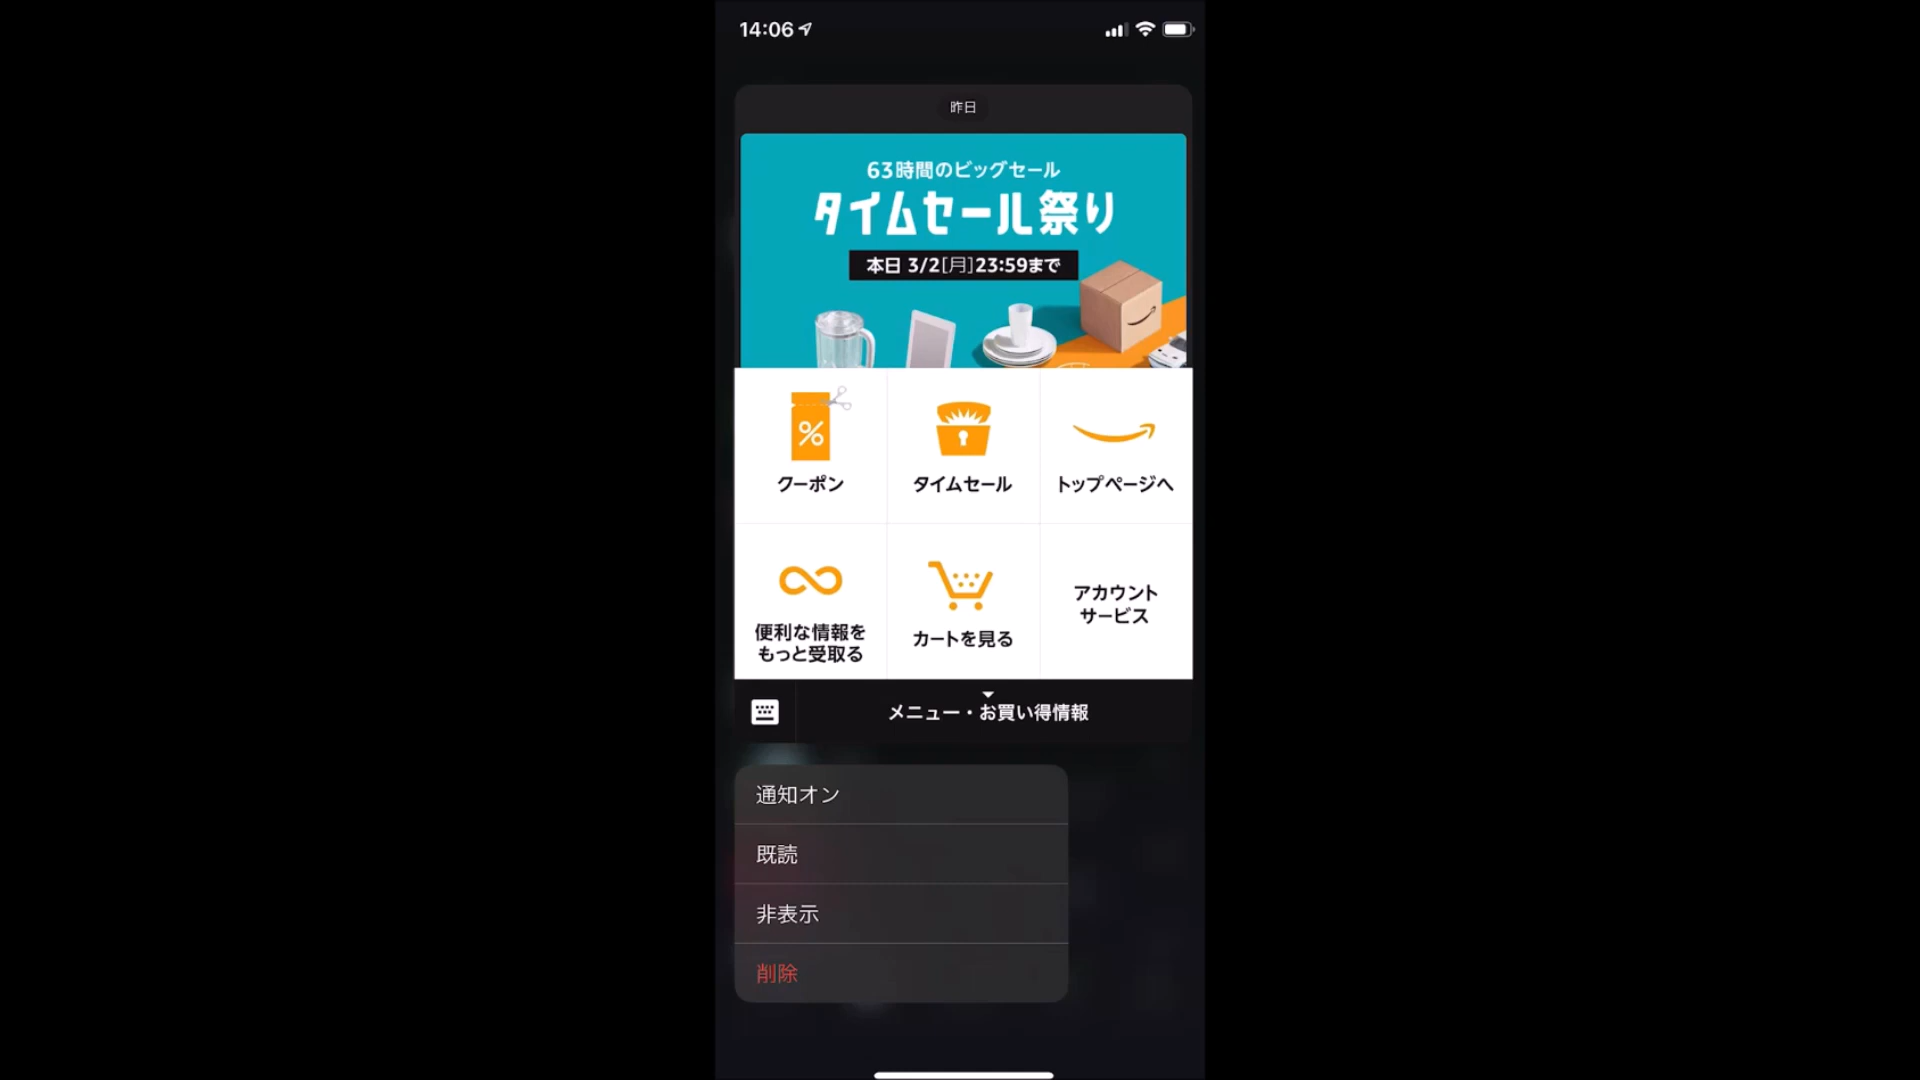 14:06
昨日
63時間のビッグセール
タイムセール祭り
本日 3/2[月]23:59まで
%
クーポン
タイムセール
トップページへ
便利な情報を
もっと受取る
カートを見る
アカウント
サービス
メニュー・お買い得情報
通知オン
既読
非表示
削除